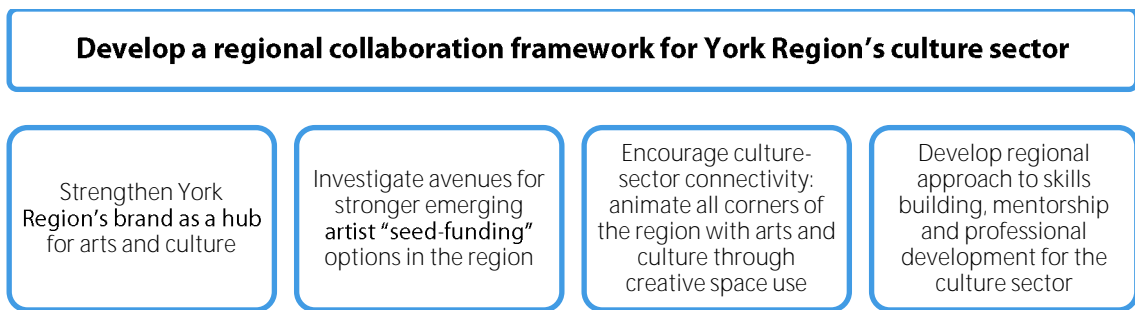 Develop a regional collaboration framework for York Region’s culture sector
Strengthen York
Region’s brand as a hub
for arts and culture
Investigate avenues for
stronger emerging
artist “seed-funding”
options in the region
Encourage culture-
sector connectivity:
animate all corners of
the region with arts and
culture through
creative space use
Develop regional
approach to skills
building, mentorship
and professional
development for the
culture sector